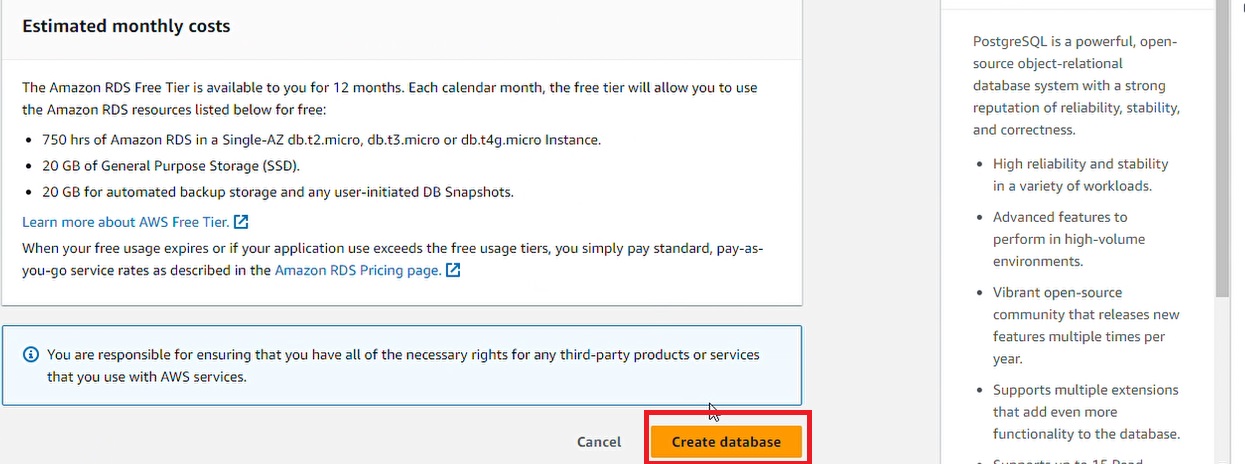 Estimated monthly costs
The Amazon RDS Free Tier is available to you for 12 months. Each calendar month, the free tier will allow you to use
the Amazon RDS resources listed below for free:
• 750 hrs of Amazon RDS in a Single-AZ db.t2.micro, db.t3.micro or db.t4g.micro Instance.
• 20 GB of General Purpose Storage (SSD).
• 20 GB for automated backup storage and any user-initiated DB Snapshots.
Learn more about AWS Free Tier.
When your free usage expires or if your application use exceeds the free usage tiers, you simply pay standard, pay-as-
you-go service rates as described in the Amazon RDS Pricing page.
You are responsible for ensuring that you have all of the necessary rights for any third-party products or services
that you use with AWS services.
Cancel
Create database
PostgreSQL is a powerful, open-
source object-relational
database system with a strong
reputation of reliability, stability,
and correctness.
• High reliability and stability
in a variety of workloads.
• Advanced features to
perform in high-volume
environments.
• Vibrant open-source
community that releases new
features multiple times per
year.
• Supports multiple extensions
that add even more
functionality to the database.
• Supports up to 15 Read